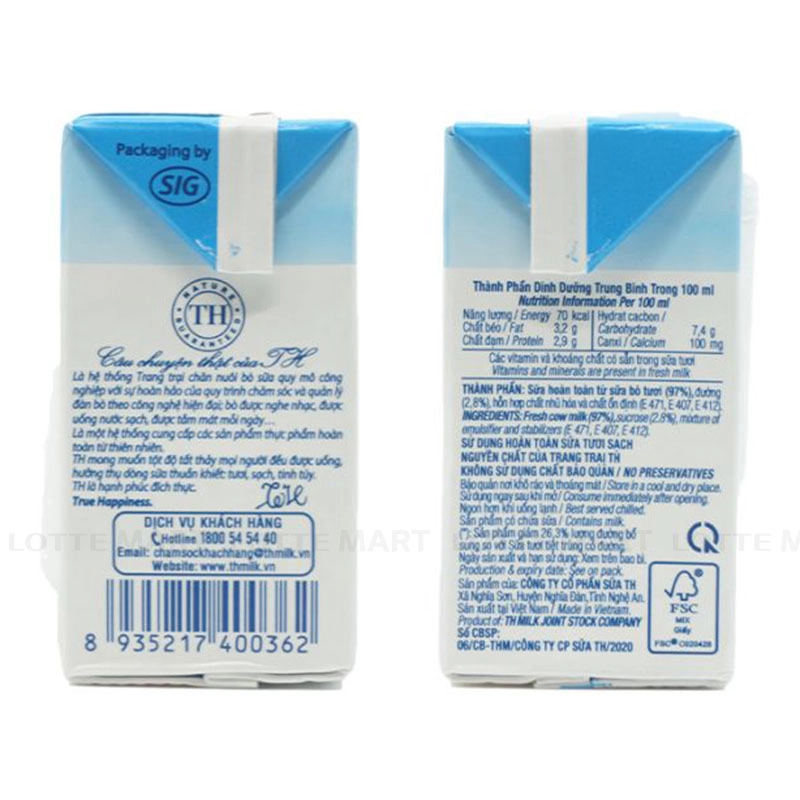 Packaging by
SIG
NATURE
TH
GUARANTEED
Câu chuyện thật của TH
Là hệ thống Trang trại chăn nuôi bò sữa quy mô công
nghiệp với sự hoàn hảo của quy trình chăm sóc và quản lý
đàn bò theo công nghệ hiện đại; bò được nghe nhạc, được
uống nước sạch, được tắm mát mỗi ngày....
Là một hệ thống cung cấp các sản phẩm thực phẩm hoàn
toàn từ thiên nhiên.
TH mong muốn một độ tất thảy mọi người đều được uống,
hưởng thụ dòng sữa thuần khiết: tươi, sạch, tinh túy.
TH là hạnh phúc đích thực.
True Happiness.
DỊCH VỤ KHÁCH HÀNG
Hotline 1800 54 54 40
Email: chamsockhachhang@thmilk.vn
Website: www.thmilk.vn
8 935217 400362
Thành Phần Dinh Dưỡng Trung Bình Trong 100 ml
Nutrition Information Per 100 ml
Năng lượng / Energy 70 kcal
Chất béo / Fat 3,2 g
Chất đạm / Protein 2,9 g
Hydrat cacbon /
Carbohydrate 7,4 g
Canxi / Calcium 100 mg
Các vitamin và khoáng chất có sẵn trong sữa tươi
Vitamins and minerals are present in fresh milk
THÀNH PHẦN: Sữa hoàn toàn từ sữa bò tươi (97%), đường
(2,8%), hỗn hợp chất nhũ hóa và chất ổn định (E 471, E 407, E 412).
INGREDIENTS: Fresh cow milk (97%), sucrose (2.8%), mixture of
emulsifier and stabilizers (E 471, E 407, E 412).
SỬ DỤNG HOÀN TOÀN SỮA TƯƠI SẠCH
NGUYÊN CHẤT CỦA TRANG TRẠI TH
KHÔNG SỬ DỤNG CHẤT BẢO QUẢN / NO PRESERVATIVES
Bảo quản nơi khô ráo và thoáng mát / Store in a cool and dry place.
Sử dụng ngay sau khi mở / Consume immediately after opening.
Ngon hơn khi uống lạnh / Best served chilled.
Sản phẩm có chứa sữa / Contains milk.
(*): Sản phẩm giảm 26,3% lượng đường bổ
sung so với Sữa tươi tiệt trùng có đường.
Ngày sản xuất và hạn sử dụng: Xem trên bao bì.
Production & expiry date: See on pack.
Sản phẩm của: CÔNG TY CỔ PHẦN SỮA TH
Xã Nghĩa Sơn, Huyện Nghĩa Đàn, Tỉnh Nghệ An.
Sản xuất tại Việt Nam / Made in Vietnam.
Product of: TH MILK JOINT STOCK COMPANY
Số CBSP:
06/CB-THM/CÔNG TY CP SỮA TH/2020
FSC
MIX
Giấy
FSC® C020428
LOTTE MART LOTTE MART